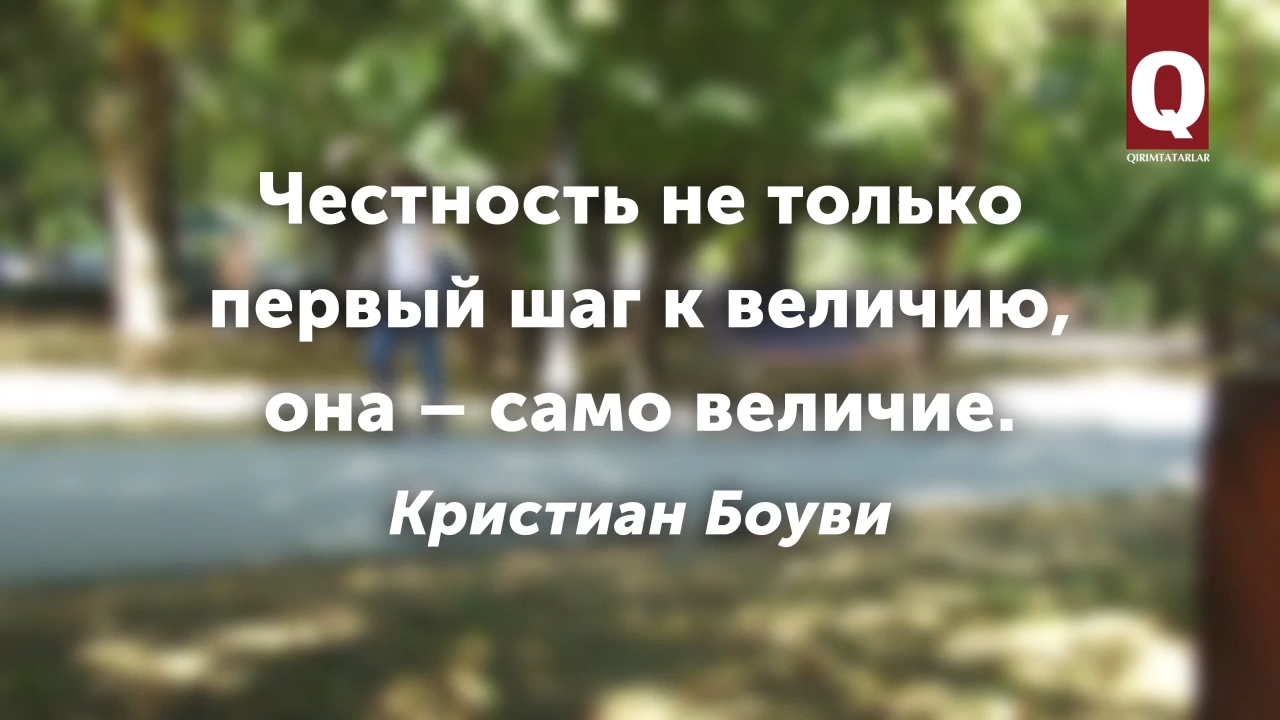 Q
QIRIMTATARLAR
Честность не только
первый шаг к величию,
она – само величие.
Кристиан Боуви